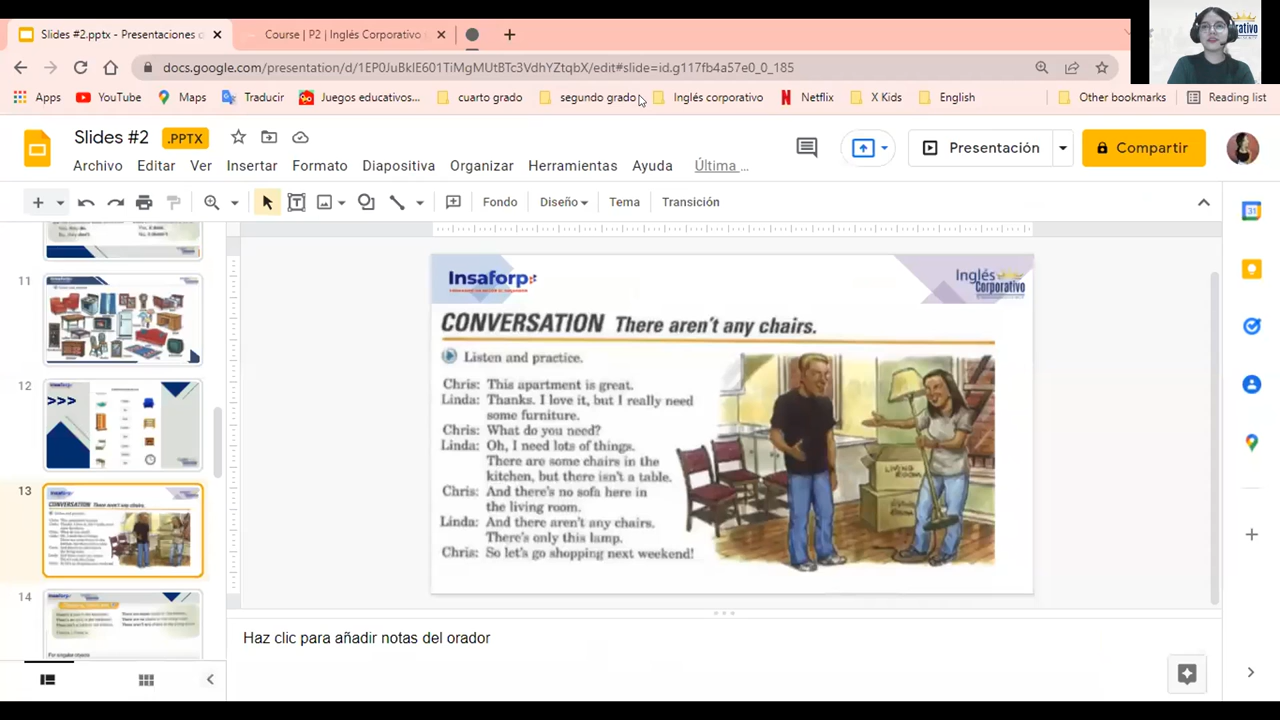 Slides #2.pptx - Presentaciones d
Course | P2 | Inglés Corporativo
docs.google.com/presentation/d/1EP0JuBklE601TiMgMUtBTc3VdhYZtqbX/edit#slide=id.g117fb4a57e0_0_185
Apps
YouTube
Maps
Traducir
Juegos educativos...
cuarto grado
segundo grado
Inglés corporativo
Netflix
X Kids
English
Other bookmarks
Reading list
Slides #2 .PPTX
Archivo Editar Ver Insertar Formato Diapositiva Organizar Herramientas Ayuda Última ...
Presentación
Compartir
Fondo Diseño Tema Transición
11
12
>>>
13
14
Insaforp
Inglés
Corporativo
CONVERSATION There aren't any chairs.
Listen and practice.
Chris: This apartment is great.
Linda: Thanks. I love it, but I really need
some furniture.
Chris: What do you need?
Linda: Oh, I need lots of things.
There are some chairs in the
kitchen, but there isn't a table.
Chris: And there's no sofa here in
the living room.
Linda: And there aren't any chairs.
There's only this lamp.
Chris: So let's go shopping next weekend!
LIVING
ROOM
Haz clic para añadir notas del orador
For singular objects
31